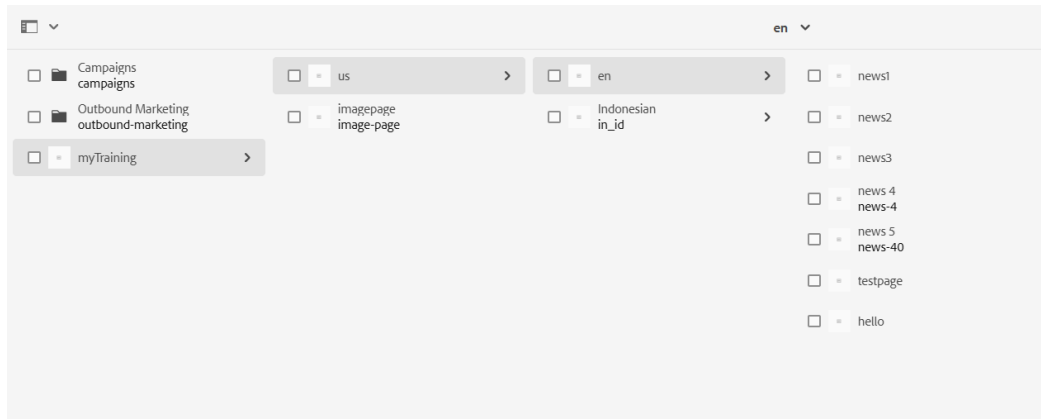 en
Campaigns
campaigns
Outbound Marketing
outbound-marketing
myTraining
us
imagepage
image-page
en
Indonesian
in_id
news1
news2
news3
news 4
news-4
news 5
news-40
testpage
hello